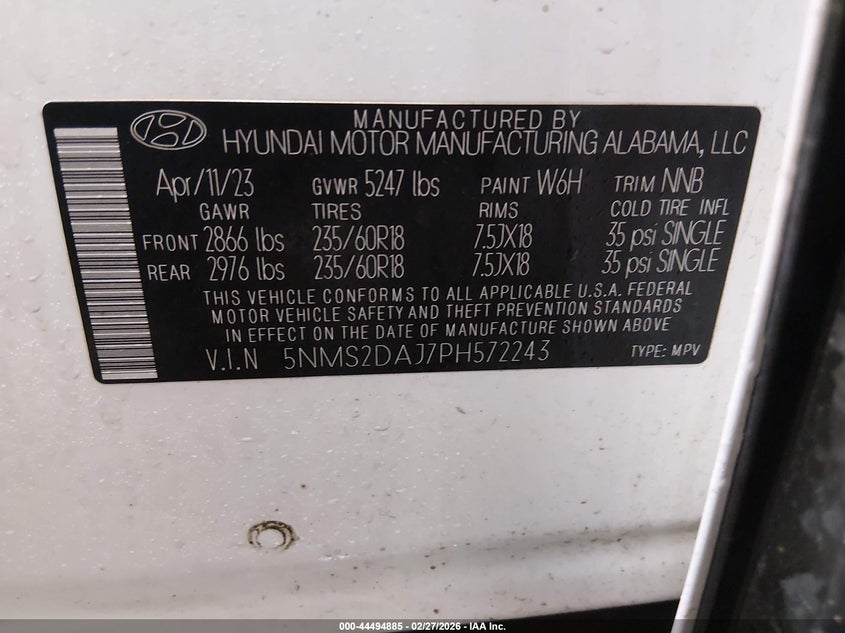 MANUFACTURED BY
HYUNDAI MOTOR MANUFACTURING ALABAMA, LLC
Apr/11/23 GVWR 5247 lbs PAINT W6H TRIM NNB
GAWR TIRES RIMS COLD TIRE INFL
FRONT 2866 lbs 235/60R18 7.5JX18 35 psi SINGLE
REAR 2976 lbs 235/60R18 7.5JX18 35 psi SINGLE
THIS VEHICLE CONFORMS TO ALL APPLICABLE U.S.A. FEDERAL
MOTOR VEHICLE SAFETY AND THEFT PREVENTION STANDARDS
IN EFFECT ON THE DATE OF MANUFACTURE SHOWN ABOVE
V.I.N 5NMS2DAJ7PH572243 TYPE: MPV
000-44494885 - 02/27/2026 - IAA Inc.